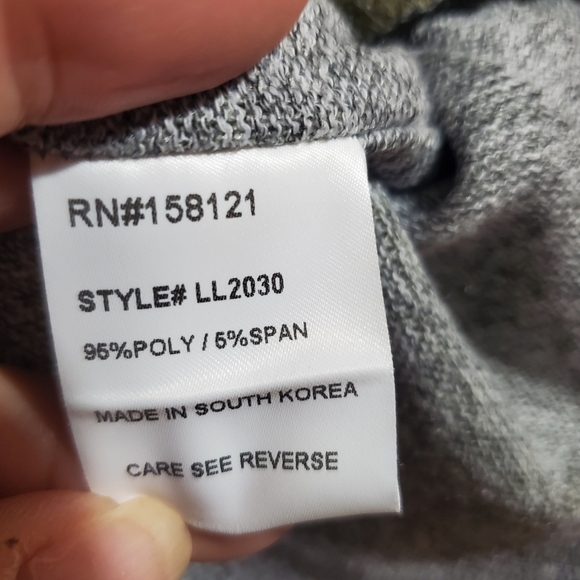 RN#158121
STYLE# LL2030
95%POLY / 5%SPAN
MADE IN SOUTH KOREA
CARE SEE REVERSE